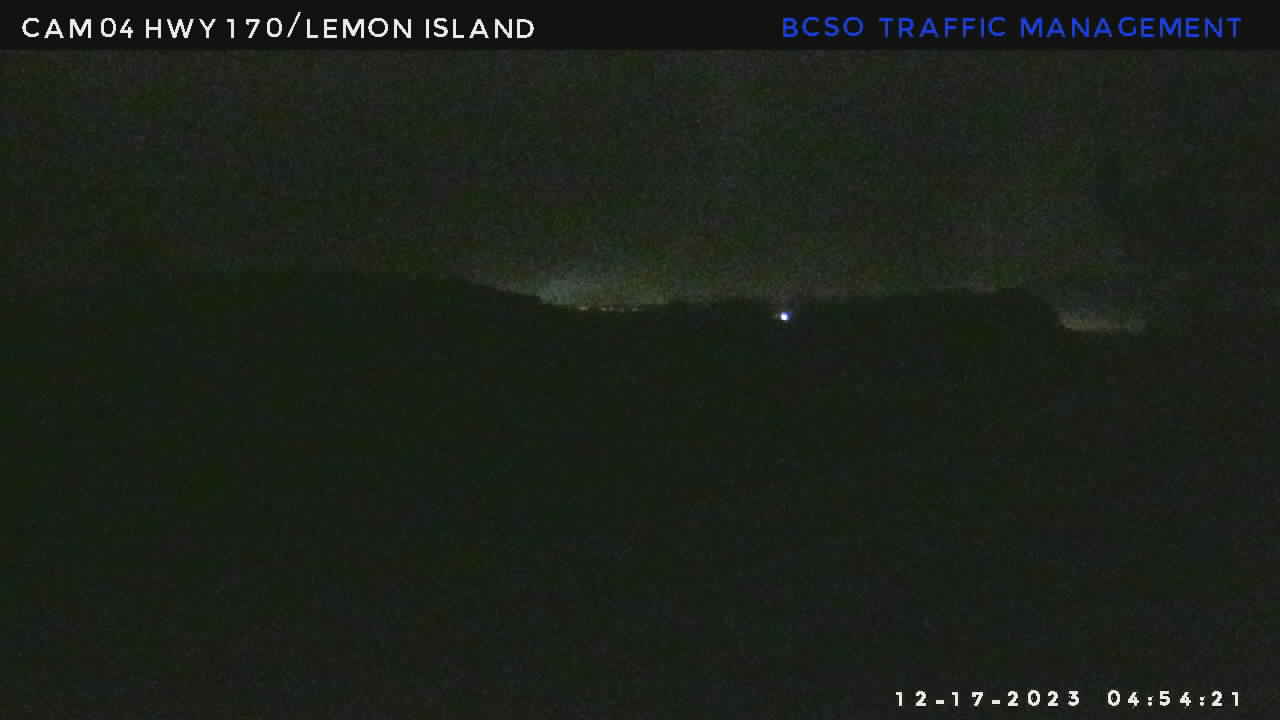 CAM04 HWY 170/LEMON ISLAND
BCSO TRAFFIC MANAGEMENT
12-17-2023 04:54:21